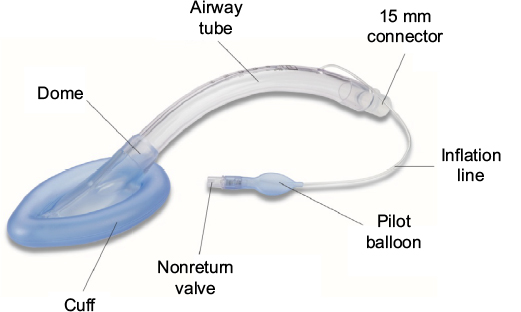 Airway
tube
15 mm
connector
Dome
Inflation
line
Pilot
balloon
Nonreturn
valve
Cuff